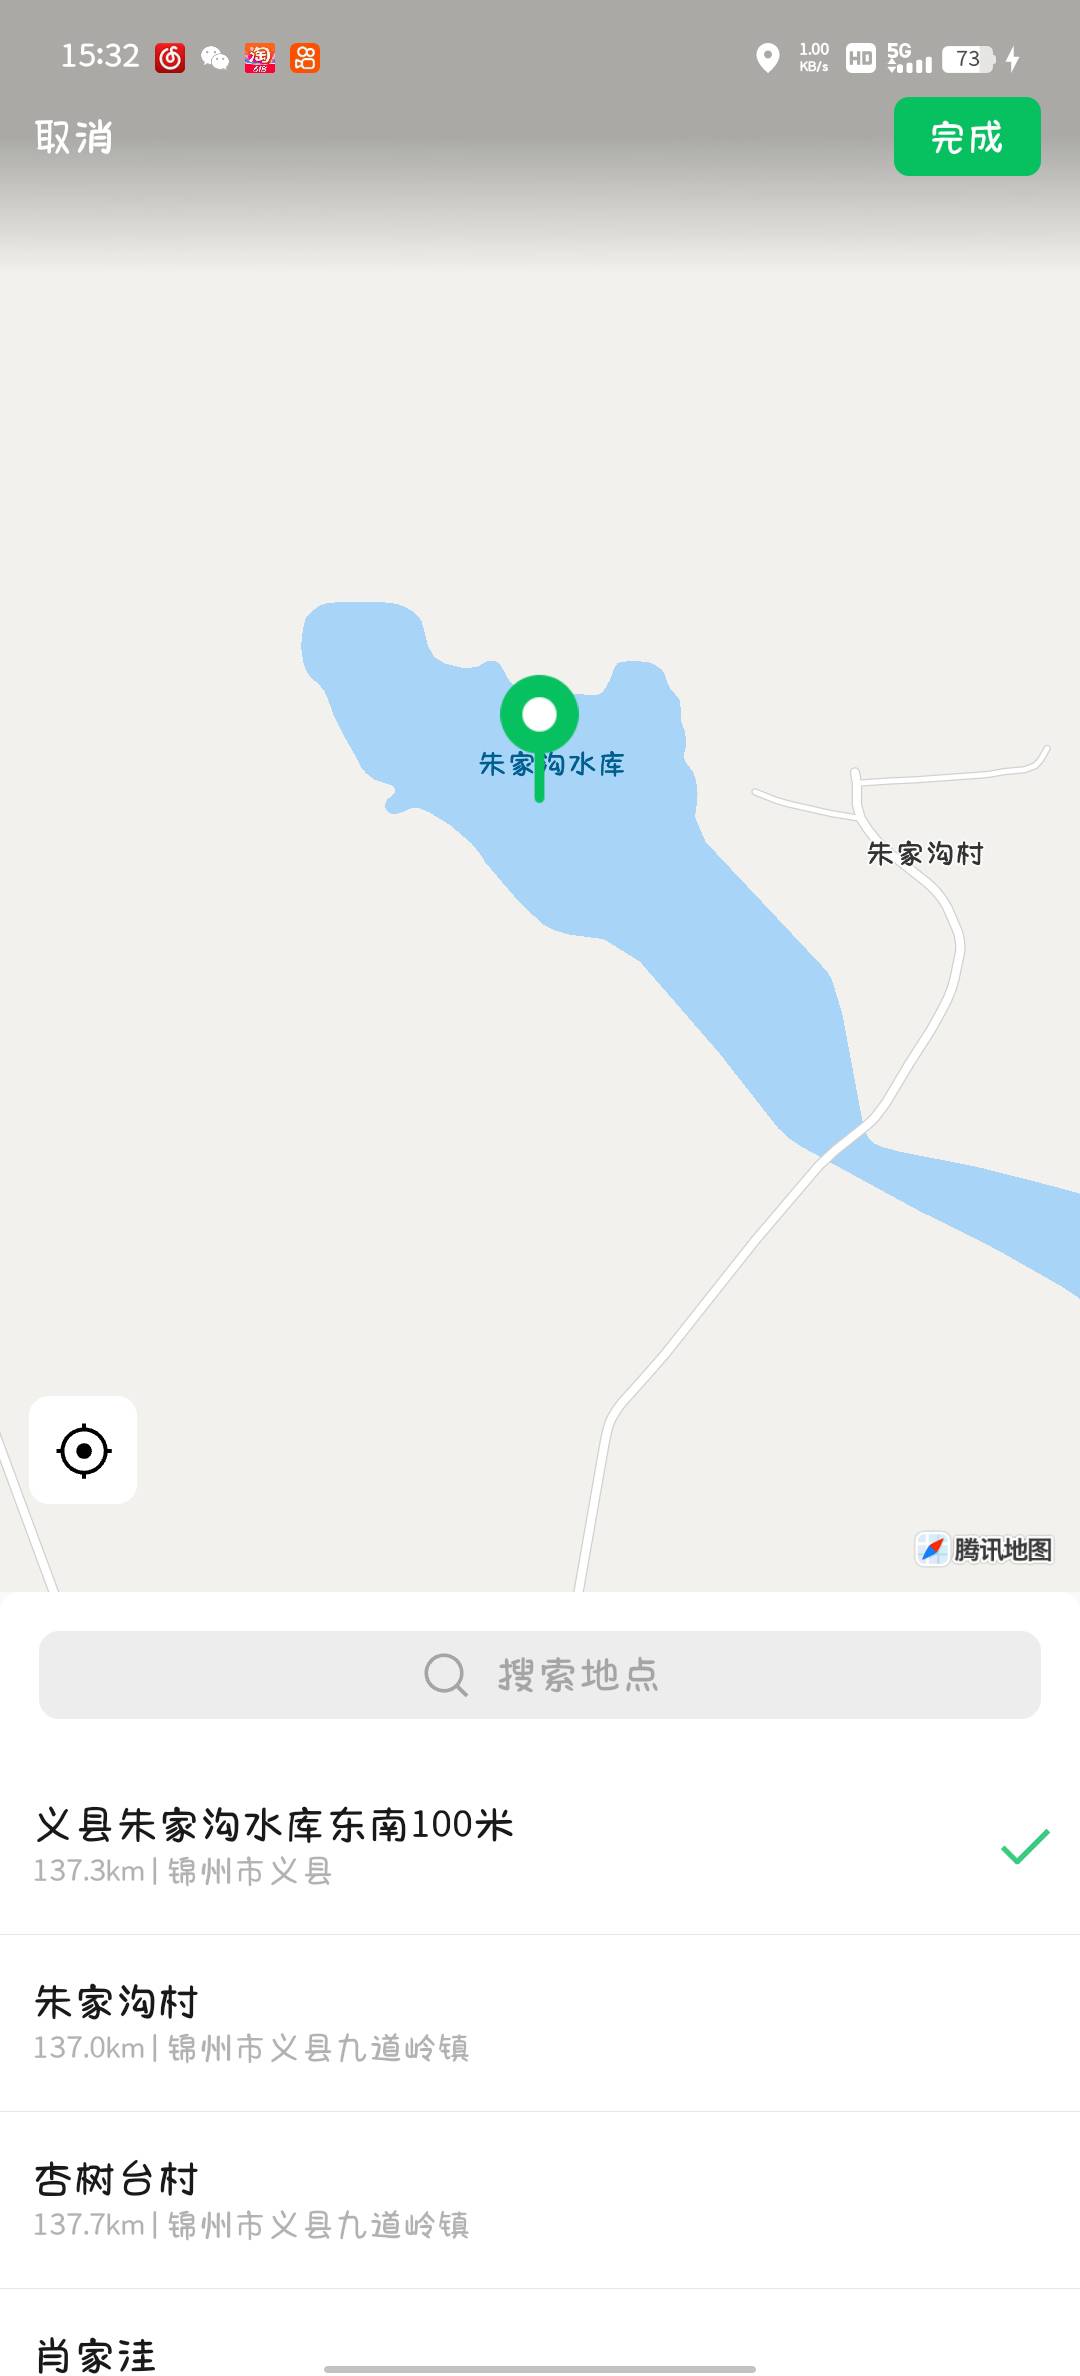 15:32
淘
618
1.00
KB/s
HD
5G
73
取消
完成
朱家沟水库
朱家沟村
腾讯地图
搜索地点
义县朱家沟水库东南100米
137.3km | 锦州市义县
朱家沟村
137.0km | 锦州市义县九道岭镇
杏树台村
137.7km | 锦州市义县九道岭镇
肖家洼